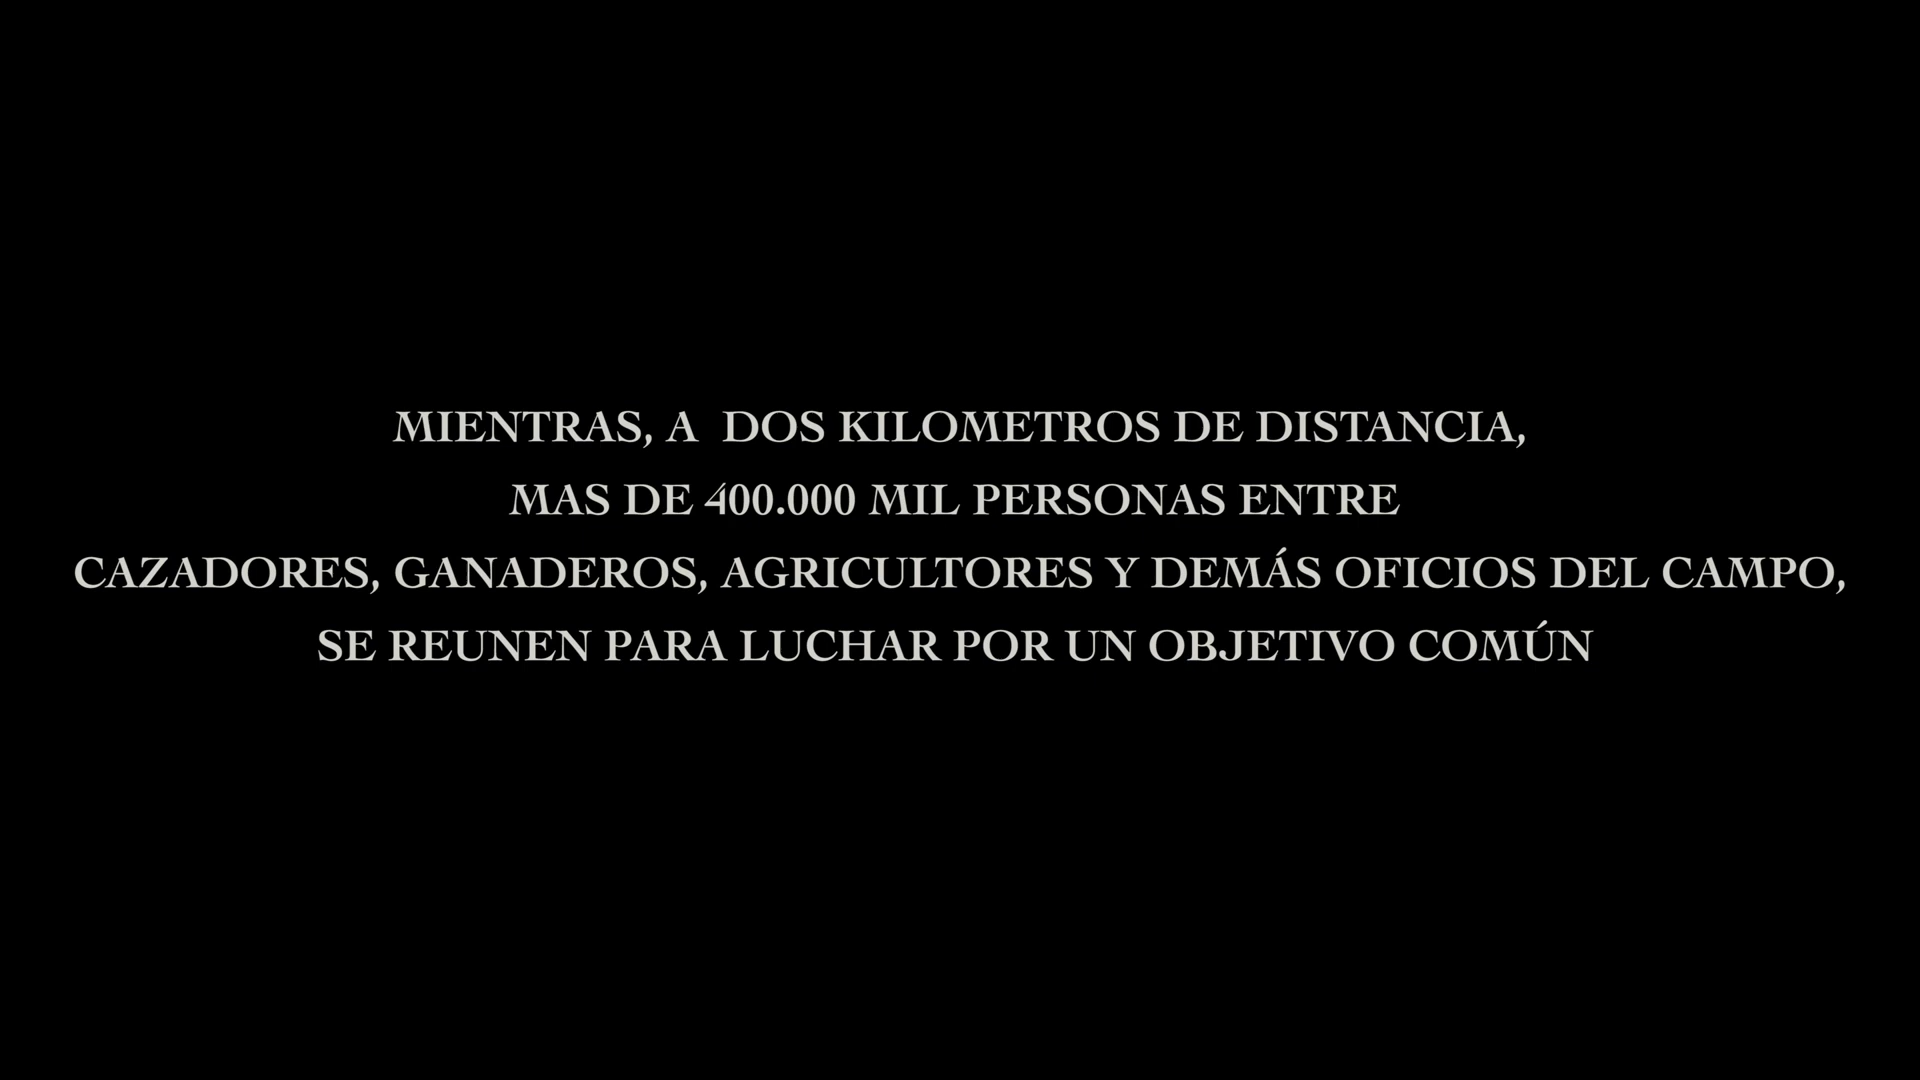 MIENTRAS, A  DOS KILOMETROS DE DISTANCIA,
MAS DE 400.000 MIL PERSONAS ENTRE
CAZADORES, GANADEROS, AGRICULTORES Y DEMÁS OFICIOS DEL CAMPO,
SE REUNEN PARA LUCHAR POR UN OBJETIVO COMÚN